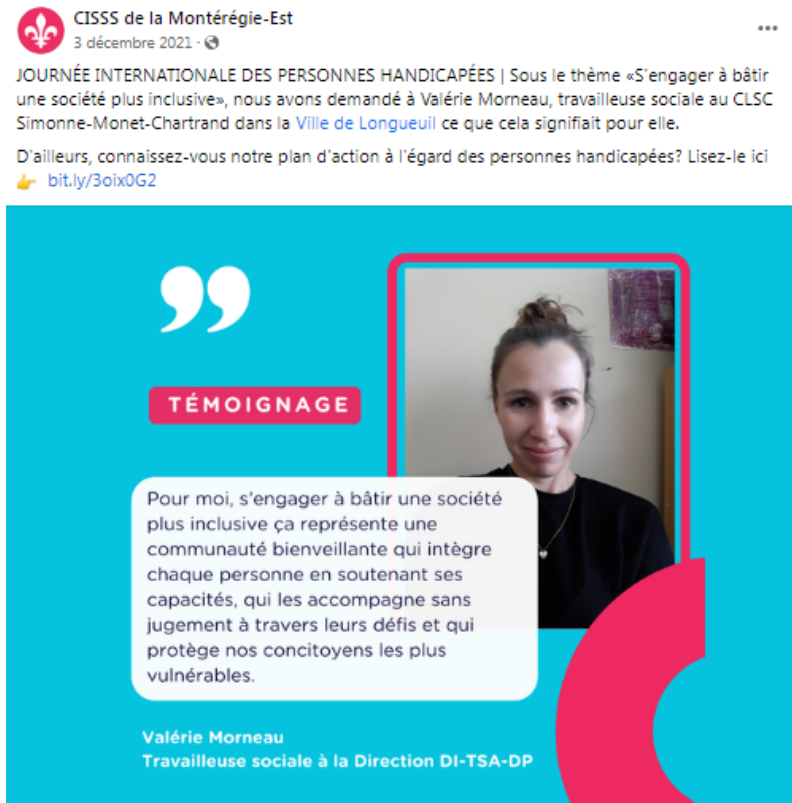 CISSS de la Montérégie-Est
3 décembre 2021 ·
JOURNÉE INTERNATIONALE DES PERSONNES HANDICAPÉES | Sous le thème «S'engager à bâtir
une société plus inclusive», nous avons demandé à Valérie Morneau, travailleuse sociale au CLSC
Simonne-Monet-Chartrand dans la Ville de Longueuil ce que cela signifiait pour elle.
D'ailleurs, connaissez-vous notre plan d'action à l'égard des personnes handicapées? Lisez-le ici
👉 bit.ly/3oix0G2
”
TÉMOIGNAGE
Pour moi, s'engager à bâtir une société
plus inclusive ça représente une
communauté bienveillante qui intègre
chaque personne en soutenant ses
capacités, qui les accompagne sans
jugement à travers leurs défis et qui
protège nos concitoyens les plus
vulnérables.
Valérie Morneau
Travailleuse sociale à la Direction DI-TSA-DP